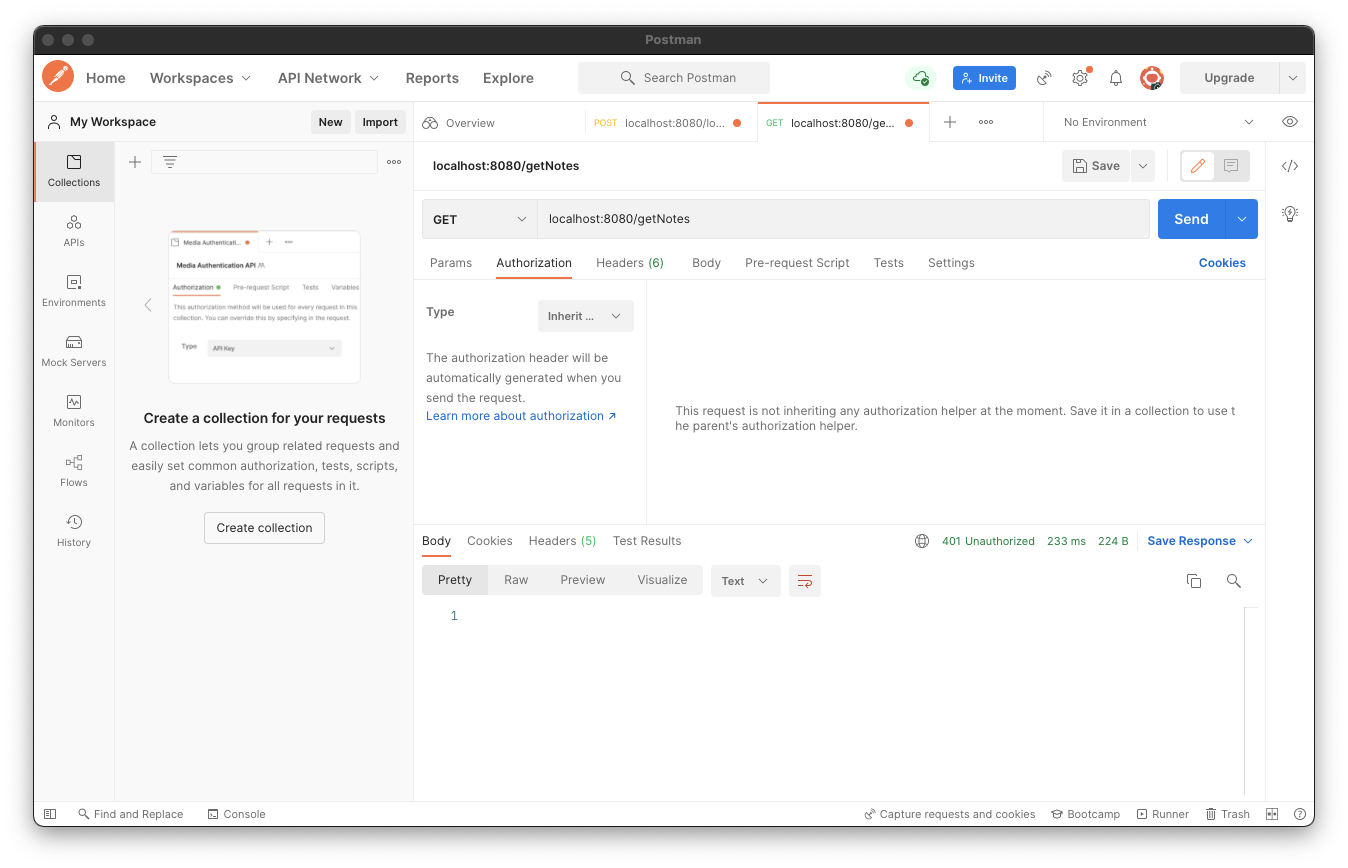 Postman
Home Workspaces API Network Reports Explore Search Postman Invite Upgrade
My Workspace New Import Overview POST localhost:8080/lo... GET localhost:8080/ge... No Environment
Collections
APIs
Environments
Mock Servers
Monitors
Flows
History
Media Authenticati...
Media Authentication API
Authorization Pre-request Script Tests Variables
This authorization method will be used for every request in this
collection. You can override this by specifying in the request.
Type API Key
Create a collection for your requests
A collection lets you group related requests and
easily set common authorization, tests, scripts,
and variables for all requests in it.
Create collection
localhost:8080/getNotes Save
GET localhost:8080/getNotes Send
Params Authorization Headers (6) Body Pre-request Script Tests Settings Cookies
Type Inherit ...
The authorization header will be
automatically generated when you
send the request.
Learn more about authorization ↗
This request is not inheriting any authorization helper at the moment. Save it in a collection to use t
he parent's authorization helper.
Body Cookies Headers (5) Test Results 401 Unauthorized 233 ms 224 B Save Response
Pretty Raw Preview Visualize Text
1
Find and Replace Console Capture requests and cookies Bootcamp Runner Trash